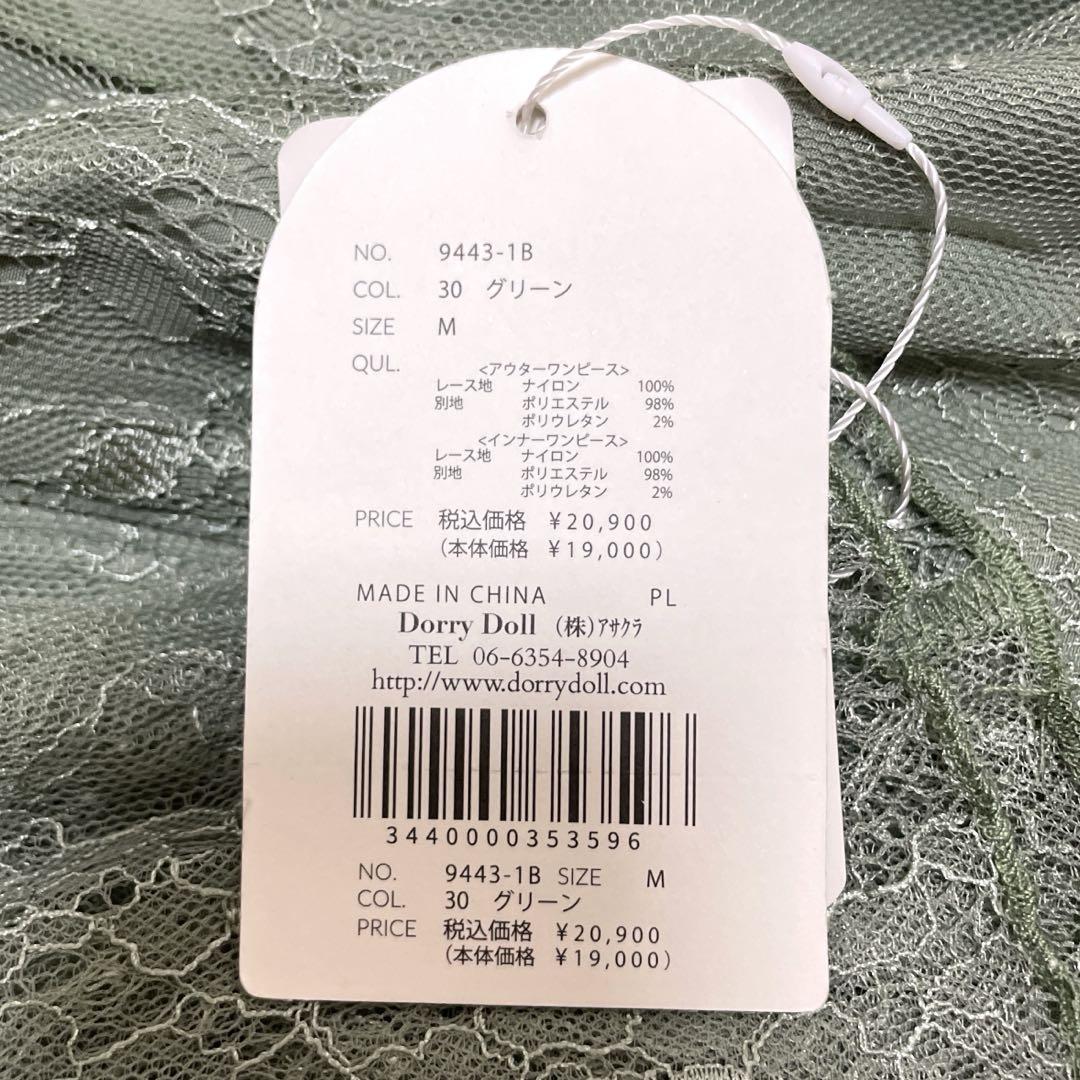 NO. 9443-1B
COL. 30 グリーン
SIZE M
QUL. <アウターワンピース>
レース地 ナイロン 100%
別地 ポリエステル 98%
ポリウレタン 2%
<インナーワンピース>
レース地 ナイロン 100%
別地 ポリエステル 98%
ポリウレタン 2%
PRICE 税込価格 ¥20,900
(本体価格 ¥19,000)
MADE IN CHINA PL
Dorry Doll (株)アサクラ
TEL 06-6354-8904
http://www.dorrydoll.com
3440000353596
NO. 9443-1B SIZE M
COL. 30 グリーン
PRICE 税込価格 ¥20,900
(本体価格 ¥19,000)